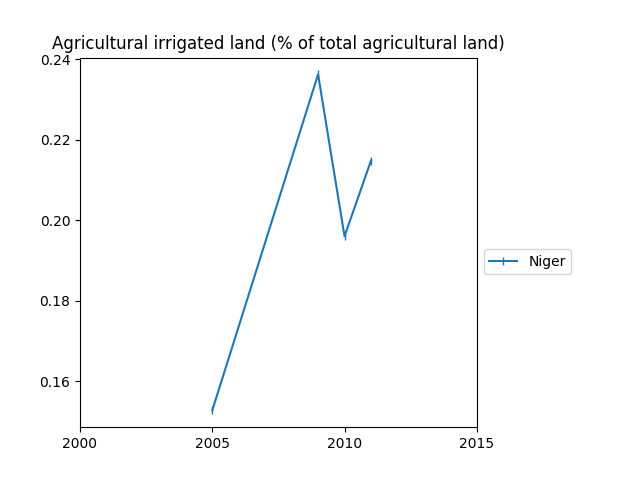 Agricultural irrigated land (% of total agricultural land)
0.24
0.22
0.20
0.18
0.16
2000 2005 2010 2015
Niger